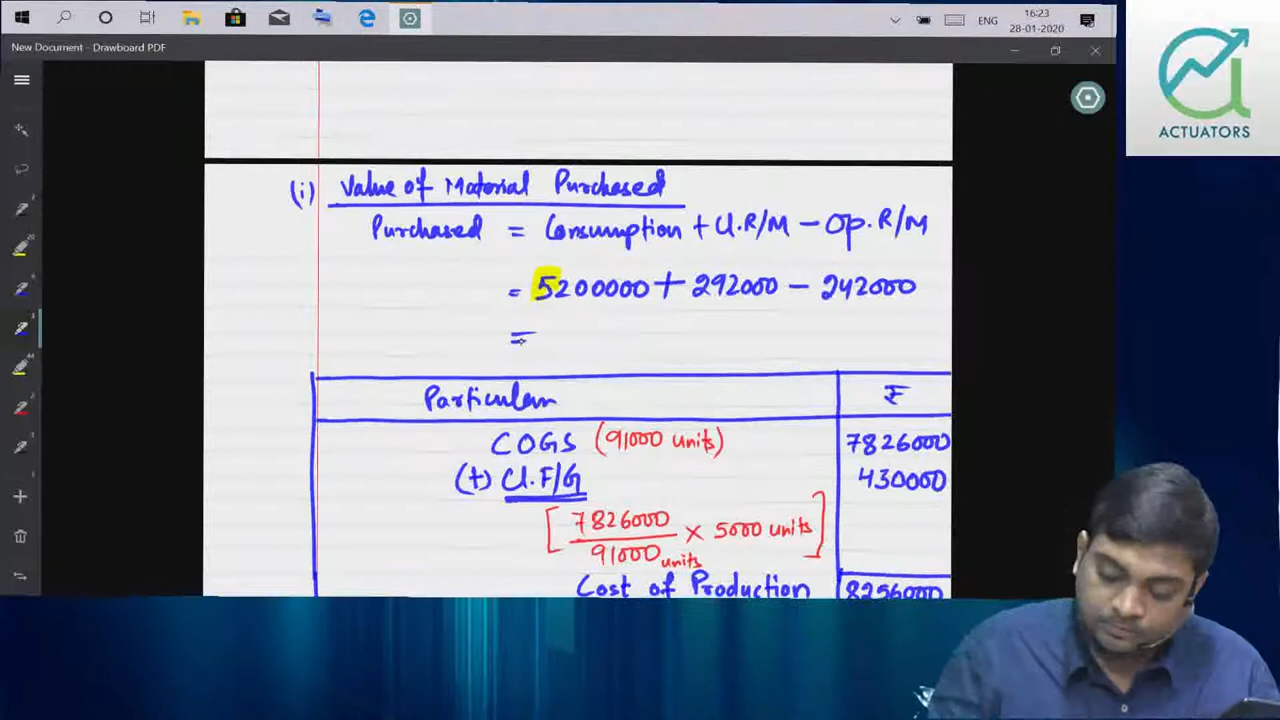 16:23
ENG
28-01-2020
New Document - Drawboard PDF
ACTUATORS
(i) Value of Material Purchased
Purchased = Consumption + Cl.R/M - Op.R/M
= 5200000 + 292000 - 242000
=
Particulars ₹
COGS (91000 units) 7826000
(+) Cl.F/G 430000
[7826000 / 91000 units × 5000 units]
Cost of Production 8256000